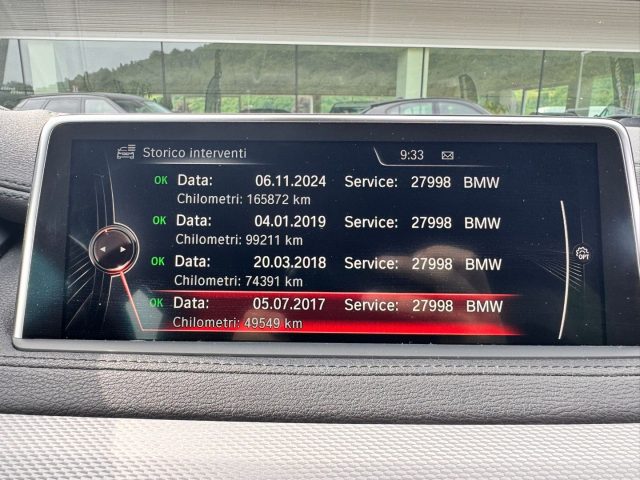 Storico interventi 9:33
OK Data: 06.11.2024 Service: 27998 BMW
Chilometri: 165872 km
OK Data: 04.01.2019 Service: 27998 BMW
Chilometri: 99211 km
OK Data: 20.03.2018 Service: 27998 BMW
Chilometri: 74391 km
OK Data: 05.07.2017 Service: 27998 BMW
Chilometri: 49549 km
OPT